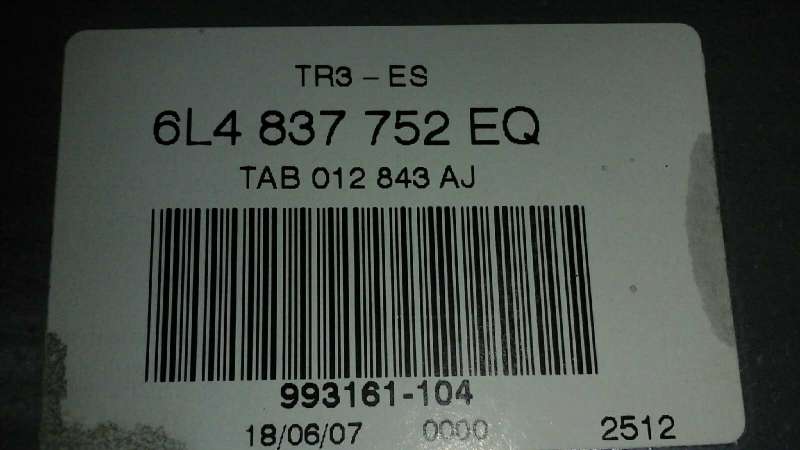 TR3 - ES
6L4 837 752 EQ
TAB 012 843 AJ
993161-104
18/06/07 0000 2512